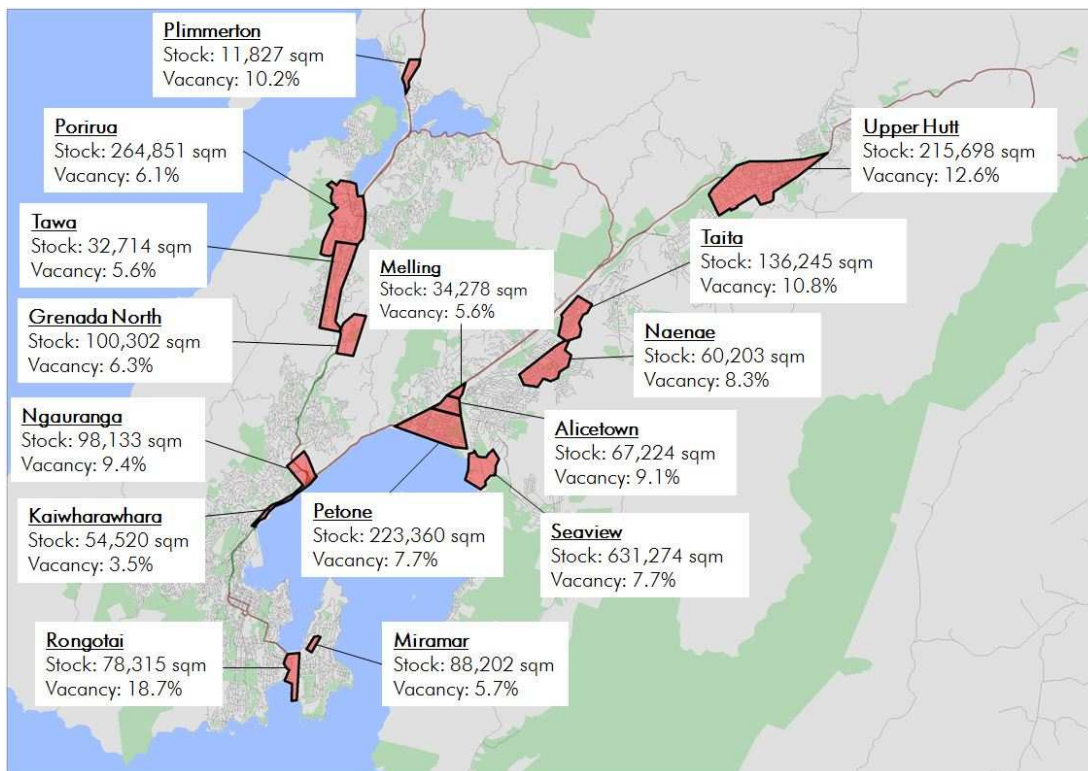 Plimmerton
Stock: 11,827 sqm
Vacancy: 10.2%
Porirua
Stock: 264,851 sqm
Vacancy: 6.1%
Upper Hutt
Stock: 215,698 sqm
Vacancy: 12.6%
Tawa
Stock: 32,714 sqm
Vacancy: 5.6%
Melling
Stock: 34,278 sqm
Vacancy: 5.6%
Taita
Stock: 136,245 sqm
Vacancy: 10.8%
Grenada North
Stock: 100,302 sqm
Vacancy: 6.3%
Naenae
Stock: 60,203 sqm
Vacancy: 8.3%
Ngauranga
Stock: 98,133 sqm
Vacancy: 9.4%
Alicetown
Stock: 67,224 sqm
Vacancy: 9.1%
Kaiwharawhara
Stock: 54,520 sqm
Vacancy: 3.5%
Petone
Stock: 223,360 sqm
Vacancy: 7.7%
Seaview
Stock: 631,274 sqm
Vacancy: 7.7%
Rongotai
Stock: 78,315 sqm
Vacancy: 18.7%
Miramar
Stock: 88,202 sqm
Vacancy: 5.7%